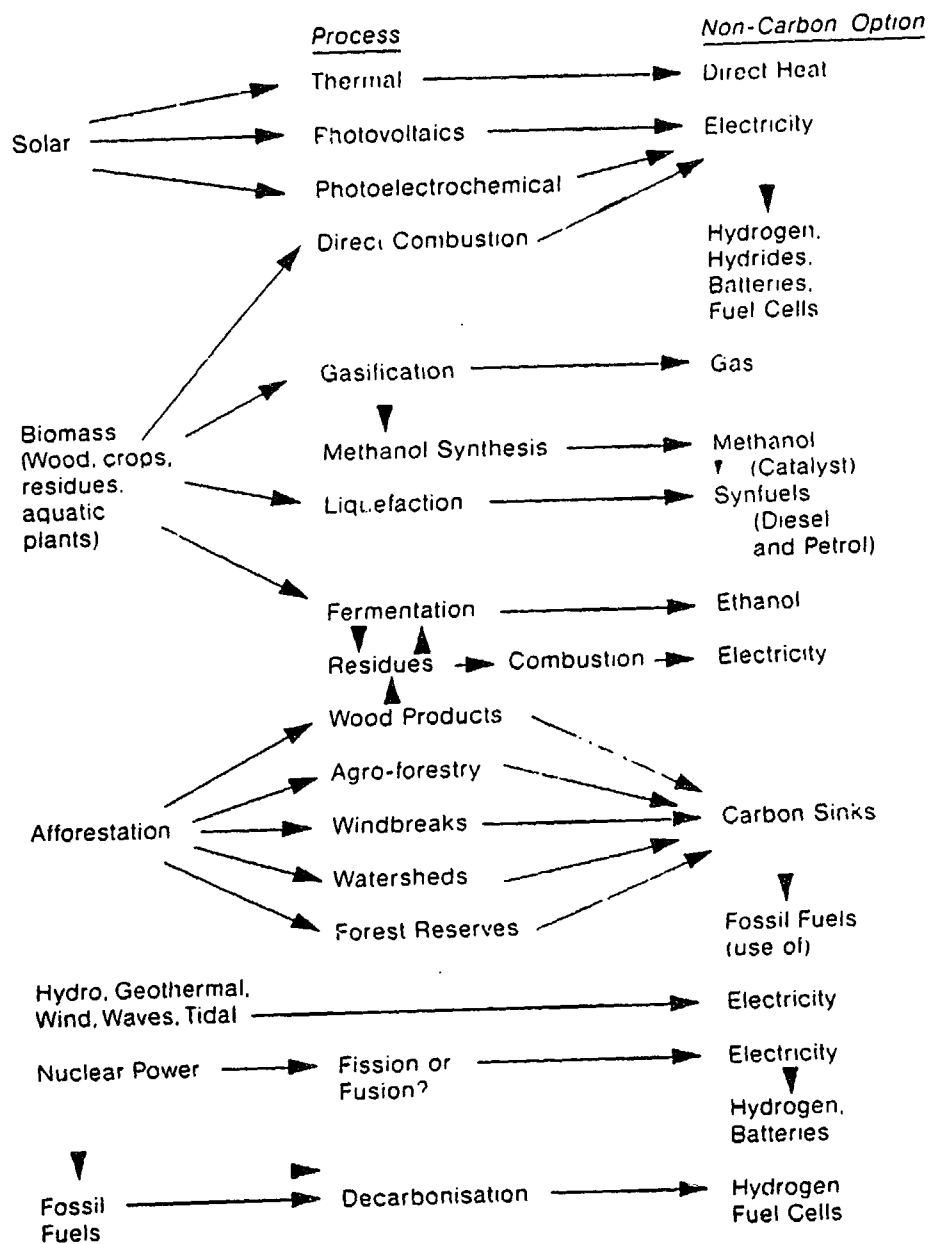 Process
Non-Carbon Option
Thermal
Direct Heat
Solar
Photovoltaics
Electricity
Photoelectrochemical
Direct Combustion
Hydrogen,
Hydrides,
Batteries,
Fuel Cells
Gasification
Gas
Biomass
(Wood, crops,
residues,
aquatic
plants)
Methanol Synthesis
Methanol
(Catalyst)
Liquefaction
Synfuels
(Diesel
and Petrol)
Fermentation
Ethanol
Residues
Combustion
Electricity
Wood Products
Agro-forestry
Afforestation
Windbreaks
Carbon Sinks
Watersheds
Forest Reserves
Fossil Fuels
(use of)
Hydro, Geothermal,
Wind, Waves, Tidal
Electricity
Nuclear Power
Fission or
Fusion?
Electricity
Hydrogen,
Batteries
Fossil
Fuels
Decarbonisation
Hydrogen
Fuel Cells